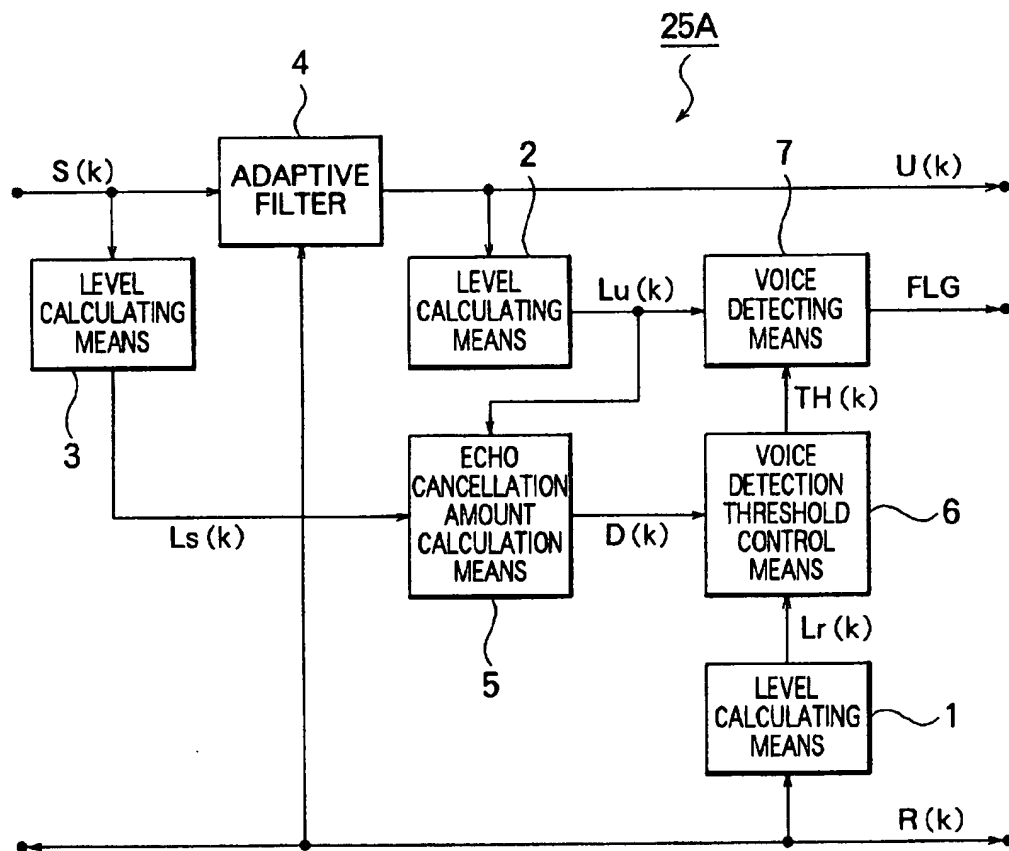 25A
4
S(k)
ADAPTIVE
FILTER
2
7
U(k)
LEVEL
CALCULATING
MEANS
3
LEVEL
CALCULATING
MEANS
Lu(k)
VOICE
DETECTING
MEANS
FLG
TH(k)
Ls(k)
ECHO
CANCELLATION
AMOUNT
CALCULATION
MEANS
5
D(k)
VOICE
DETECTION
THRESHOLD
CONTROL
MEANS
6
Lr(k)
LEVEL
CALCULATING
MEANS
1
R(k)